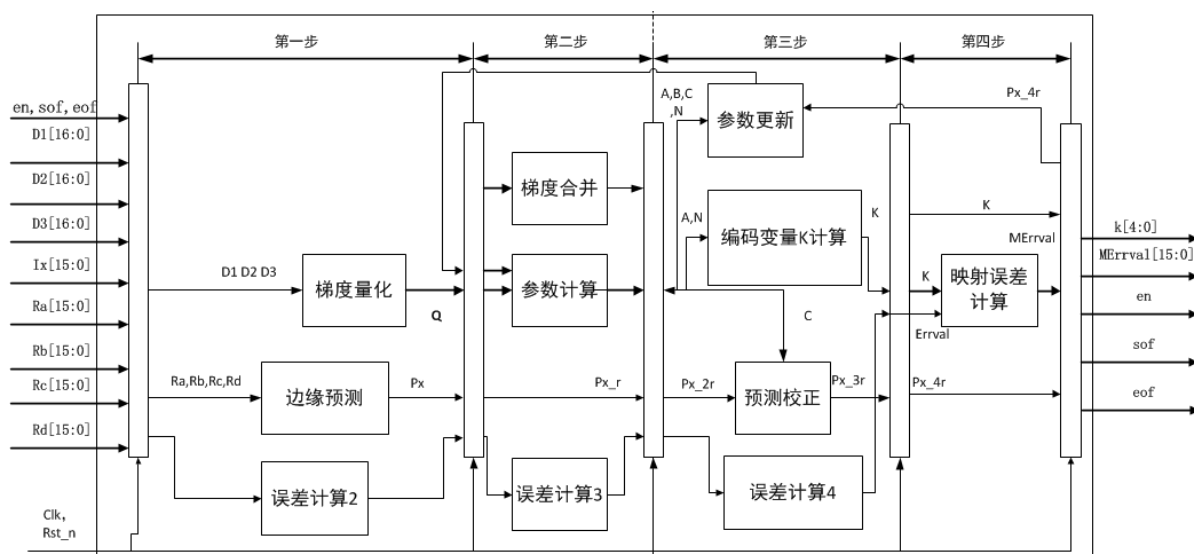 第一步
第二步
第三步
第四步
en, sof, eof
D1[16:0]
D2[16:0]
D3[16:0]
Ix[15:0]
Ra[15:0]
Rb[15:0]
Rc[15:0]
Rd[15:0]
Clk,
Rst_n
D1 D2 D3
梯度量化
Q
Ra,Rb,Rc,Rd
边缘预测
Px
误差计算2
梯度合并
参数计算
Px_r
误差计算3
A,B,C
,N
参数更新
Px_4r
A,N
编码变量K计算
K
C
Px_2r
预测校正
Px_3r
误差计算4
K
MErrval
K
映射误差
计算
Errval
Px_4r
k[4:0]
MErrval[15:0]
en
sof
eof